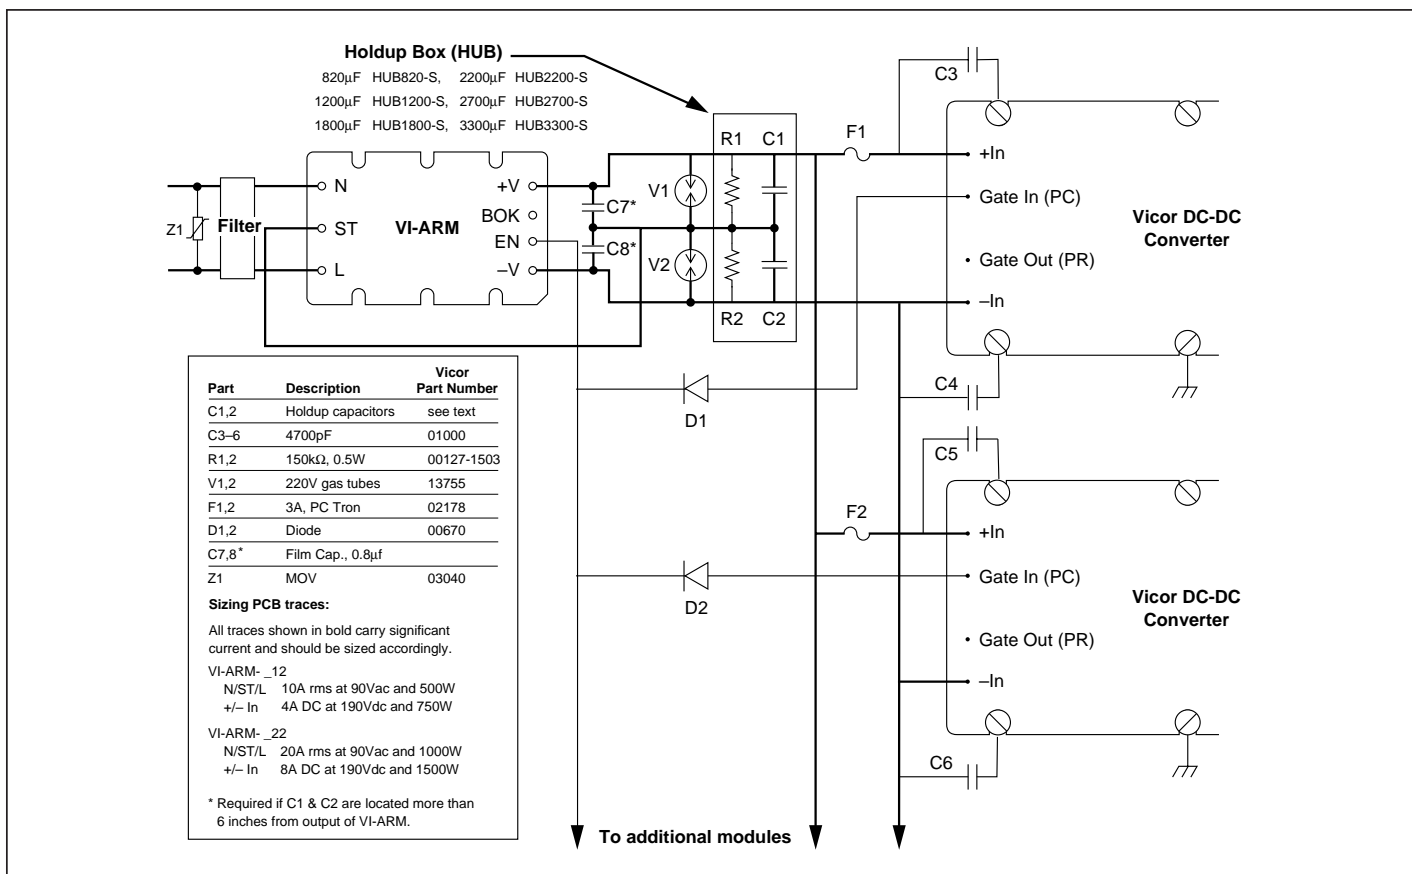 Holdup Box (HUB)
820µF HUB820-S, 2200µF HUB2200-S
1200µF HUB1200-S, 2700µF HUB2700-S
1800µF HUB1800-S, 3300µF HUB3300-S
C3
R1 C1
F1
+In
Gate In (PC)
Gate Out (PR)
–In
Vicor DC-DC
Converter
N
ST
L
+V
BOK
EN
–V
VI-ARM
Z1
Filter
C7*
C8*
V1
V2
R2 C2
C4
D1
C5
F2
+In
Gate In (PC)
Gate Out (PR)
–In
Vicor DC-DC
Converter
D2
C6
Vicor
Part Description Part Number
C1,2 Holdup capacitors see text
C3–6 4700pF 01000
R1,2 150kΩ, 0.5W 00127-1503
V1,2 220V gas tubes 13755
F1,2 3A, PC Tron 02178
D1,2 Diode 00670
C7,8* Film Cap., 0.8µf
Z1 MOV 03040
Sizing PCB traces:
All traces shown in bold carry significant
current and should be sized accordingly.
VI-ARM- _12
N/ST/L 10A rms at 90Vac and 500W
+/– In 4A DC at 190Vdc and 750W
VI-ARM- _22
N/ST/L 20A rms at 90Vac and 1000W
+/– In 8A DC at 190Vdc and 1500W
* Required if C1 & C2 are located more than
6 inches from output of VI-ARM.
To additional modules